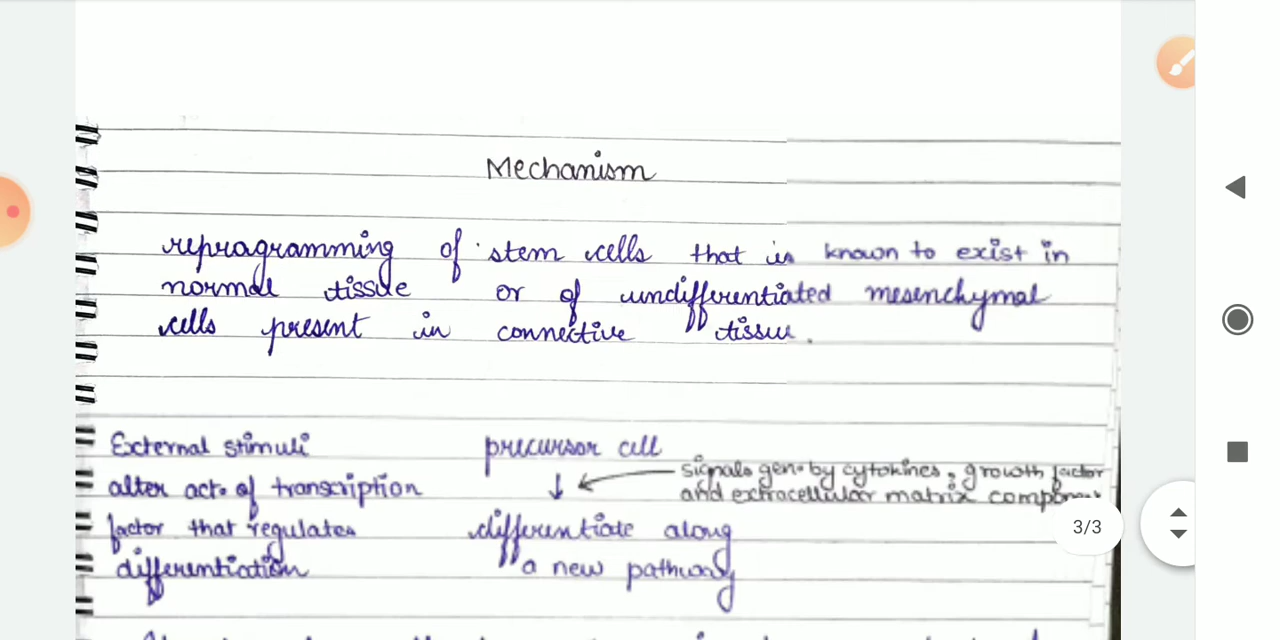 Mechanism
reprogramming of stem cells that is known to exist in
normal tissue or of undifferentiated mesenchymal
cells present in connective tissue.
External stimuli
alter act. of transcription
factor that regulates
differentiation
precursor cell
↓ ← signals gen. by cytokines, growth factor
and extracellular matrix component
differentiate along
a new pathway
3/3